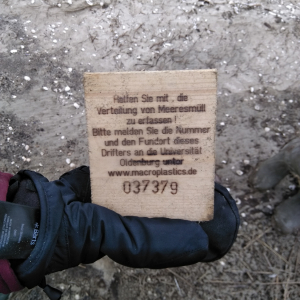 Helfen Sie mit, die
Verteilung von Meeresmüll
zu erfassen!
Bitte melden Sie die Nummer
und den Fundort dieses
Drifters an die Universität
Oldenburg unter
www.macroplastics.de
037379